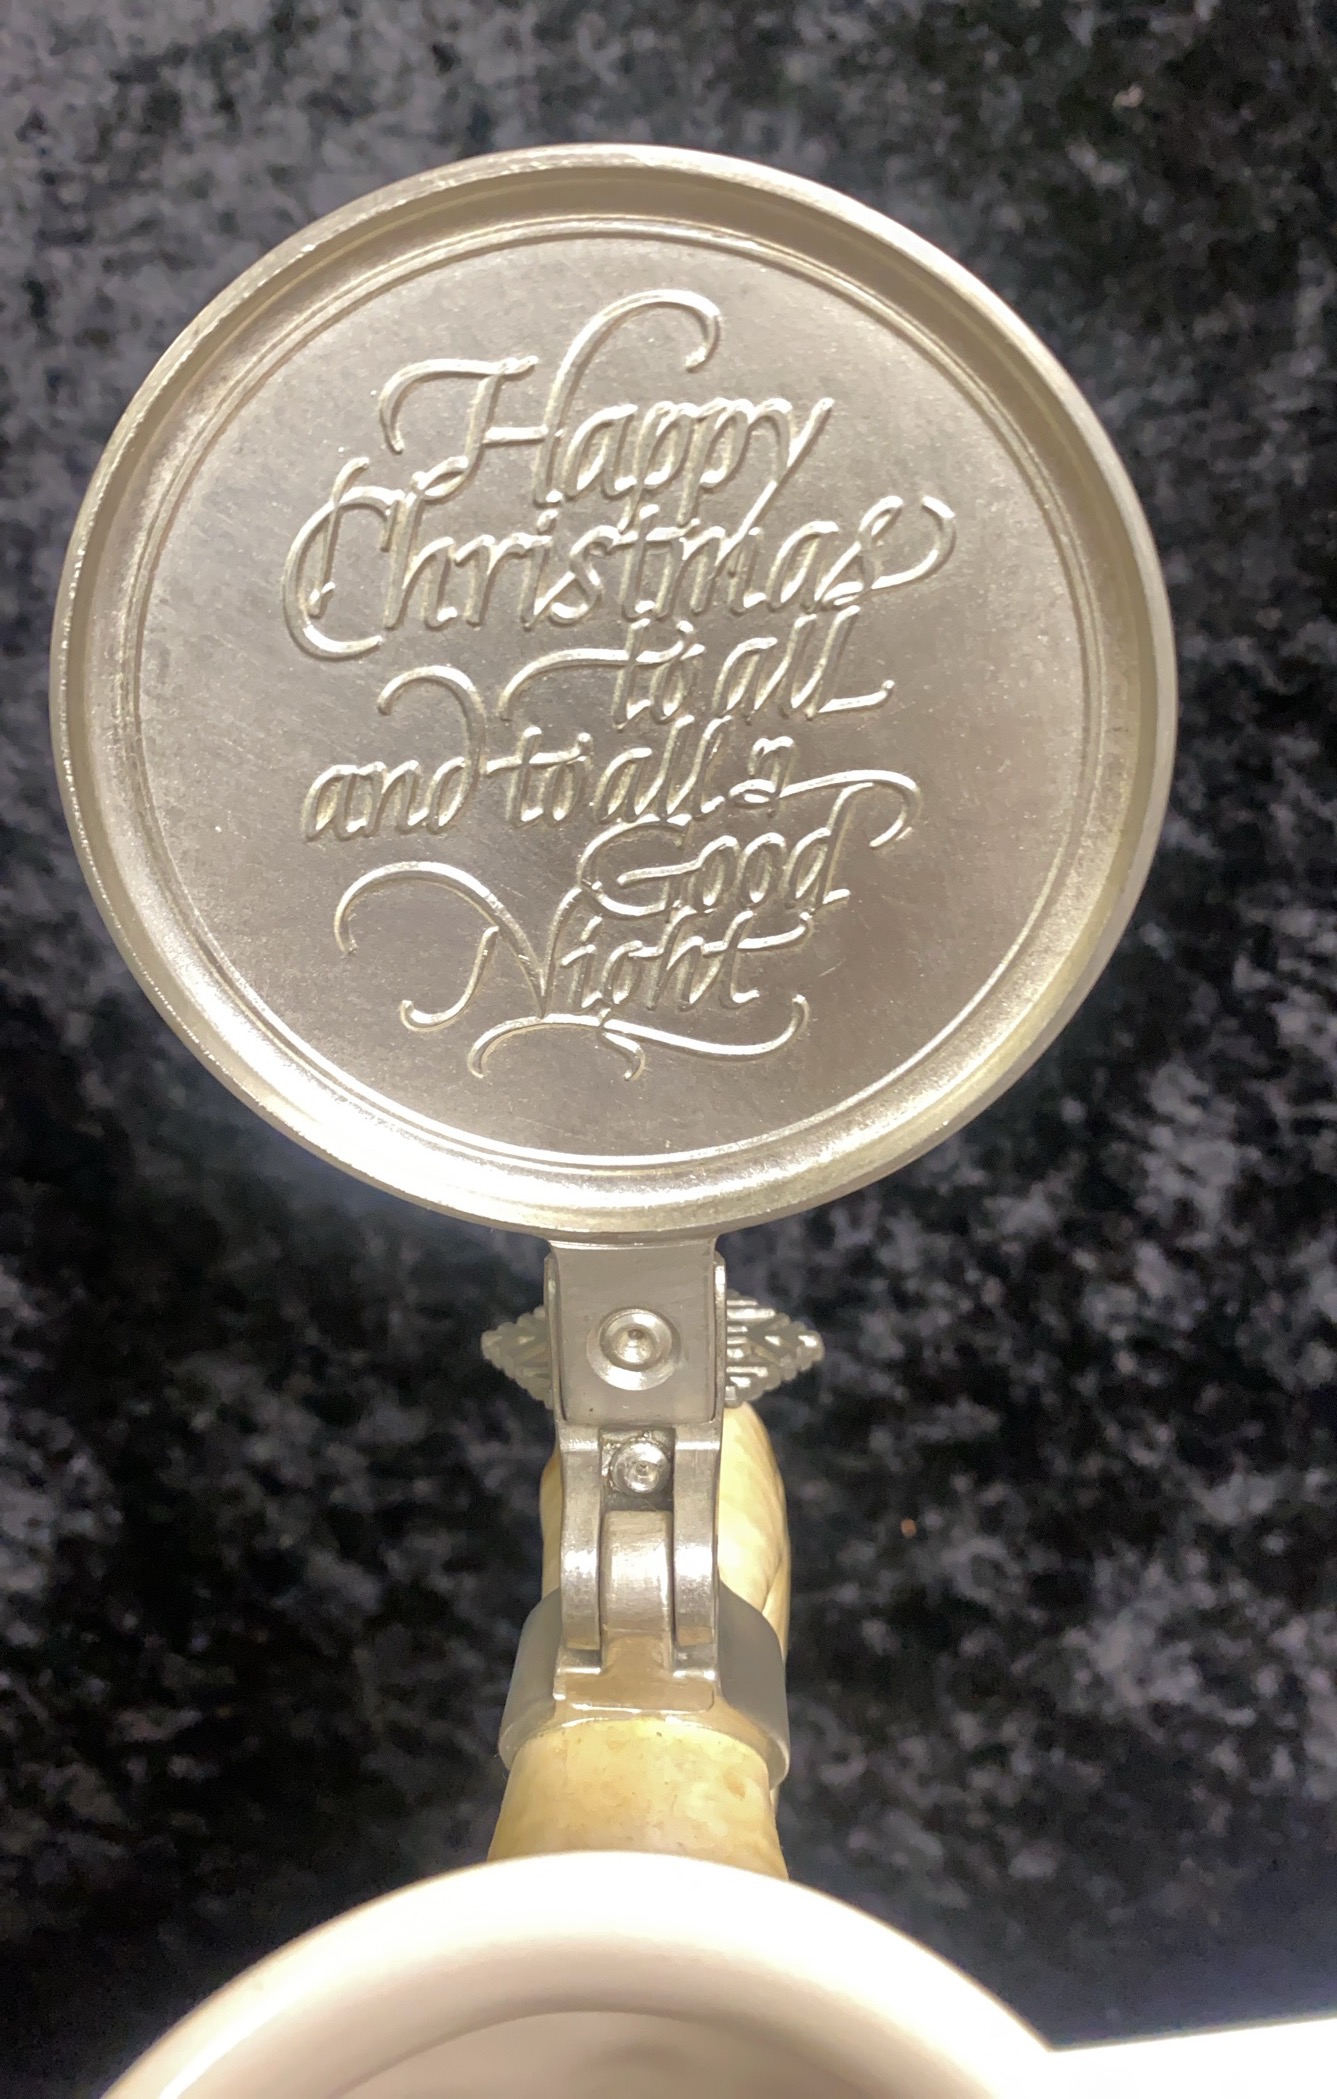 Happy
Christmas
to all
and to all a
Good
Night